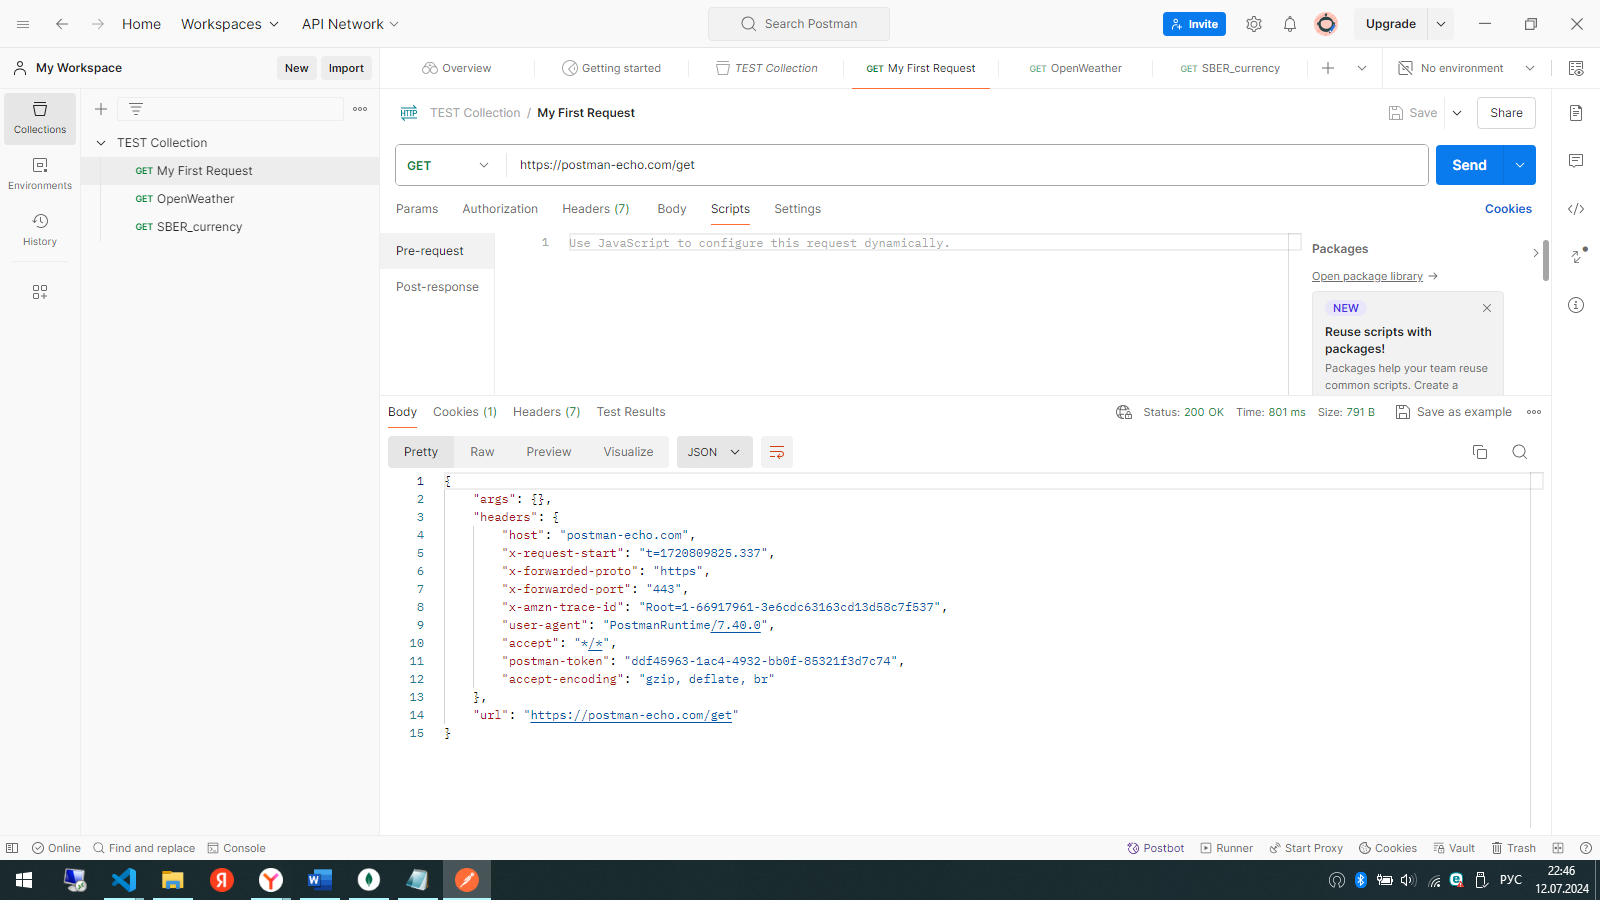 Home Workspaces API Network Search Postman Invite Upgrade
My Workspace New Import Overview Getting started TEST Collection GET My First Request GET OpenWeather GET SBER_currency No environment
Collections
Environments
History
TEST Collection
GET My First Request
GET OpenWeather
GET SBER_currency
HTTP TEST Collection / My First Request Save Share
GET https://postman-echo.com/get Send
Params Authorization Headers (7) Body Scripts Settings Cookies
Pre-request
Post-response
1 Use JavaScript to configure this request dynamically.
Packages
Open package library →
NEW
Reuse scripts with
packages!
Packages help your team reuse
common scripts. Create a
Body Cookies (1) Headers (7) Test Results Status: 200 OK Time: 801 ms Size: 791 B Save as example
Pretty Raw Preview Visualize JSON
1 {
2 "args": {},
3 "headers": {
4 "host": "postman-echo.com",
5 "x-request-start": "t=1720809825.337",
6 "x-forwarded-proto": "https",
7 "x-forwarded-port": "443",
8 "x-amzn-trace-id": "Root=1-66917961-3e6cdc63163cd13d58c7f537",
9 "user-agent": "PostmanRuntime/7.40.0",
10 "accept": "*/*",
11 "postman-token": "ddf45963-1ac4-4932-bb0f-85321f3d7c74",
12 "accept-encoding": "gzip, deflate, br"
13 },
14 "url": "https://postman-echo.com/get"
15 }
Online Find and replace Console Postbot Runner Start Proxy Cookies Vault Trash
РУС
22:46
12.07.2024